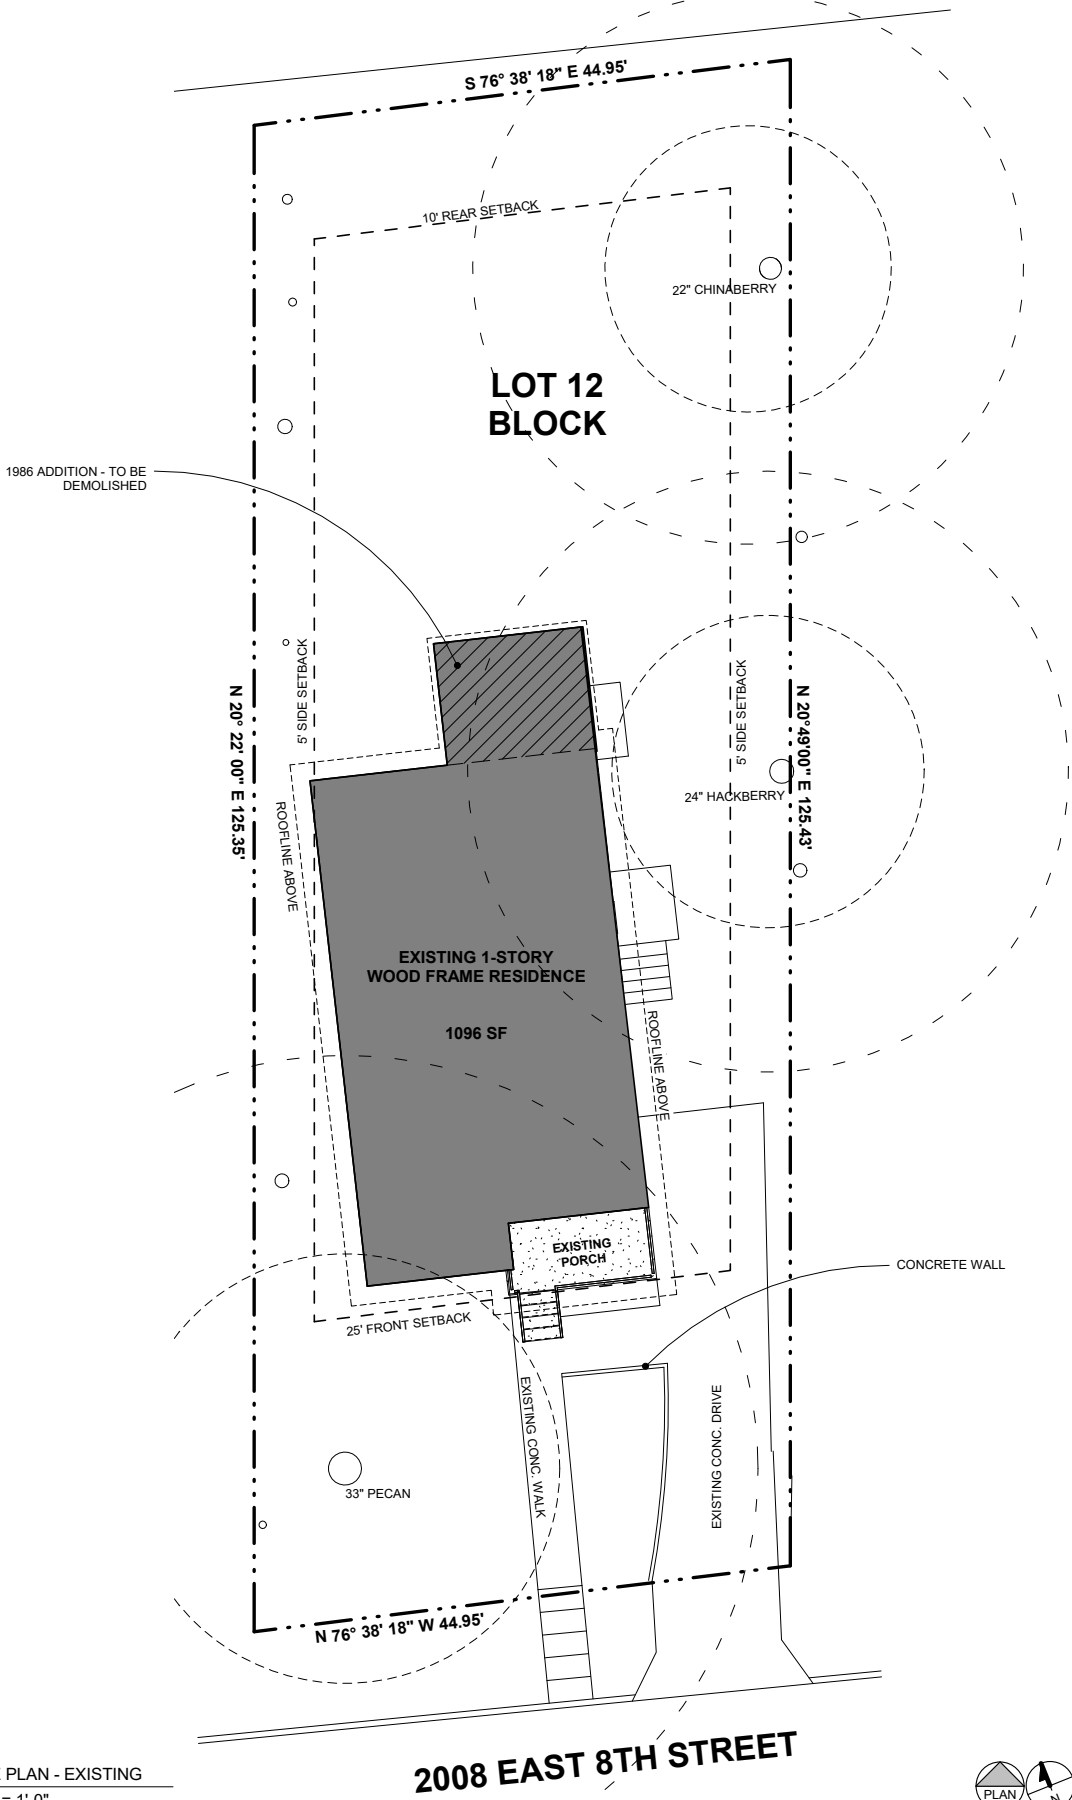 S 76° 38' 18" E 44.95'
10' REAR SETBACK
22" CHINABERRY
LOT 12
BLOCK
1986 ADDITION - TO BE
DEMOLISHED
5' SIDE SETBACK
5' SIDE SETBACK
N 20° 22' 00" E 125.35'
N 20°49'00" E 125.43'
24" HACKBERRY
ROOFLINE ABOVE
EXISTING 1-STORY
WOOD FRAME RESIDENCE
1096 SF
ROOFLINE ABOVE
EXISTING
PORCH
CONCRETE WALL
25' FRONT SETBACK
EXISTING CONC. WALK
EXISTING CONC. DRIVE
33" PECAN
N 76° 38' 18" W 44.95'
2008 EAST 8TH STREET
PLAN - EXISTING
= 1'-0"
PLAN
N